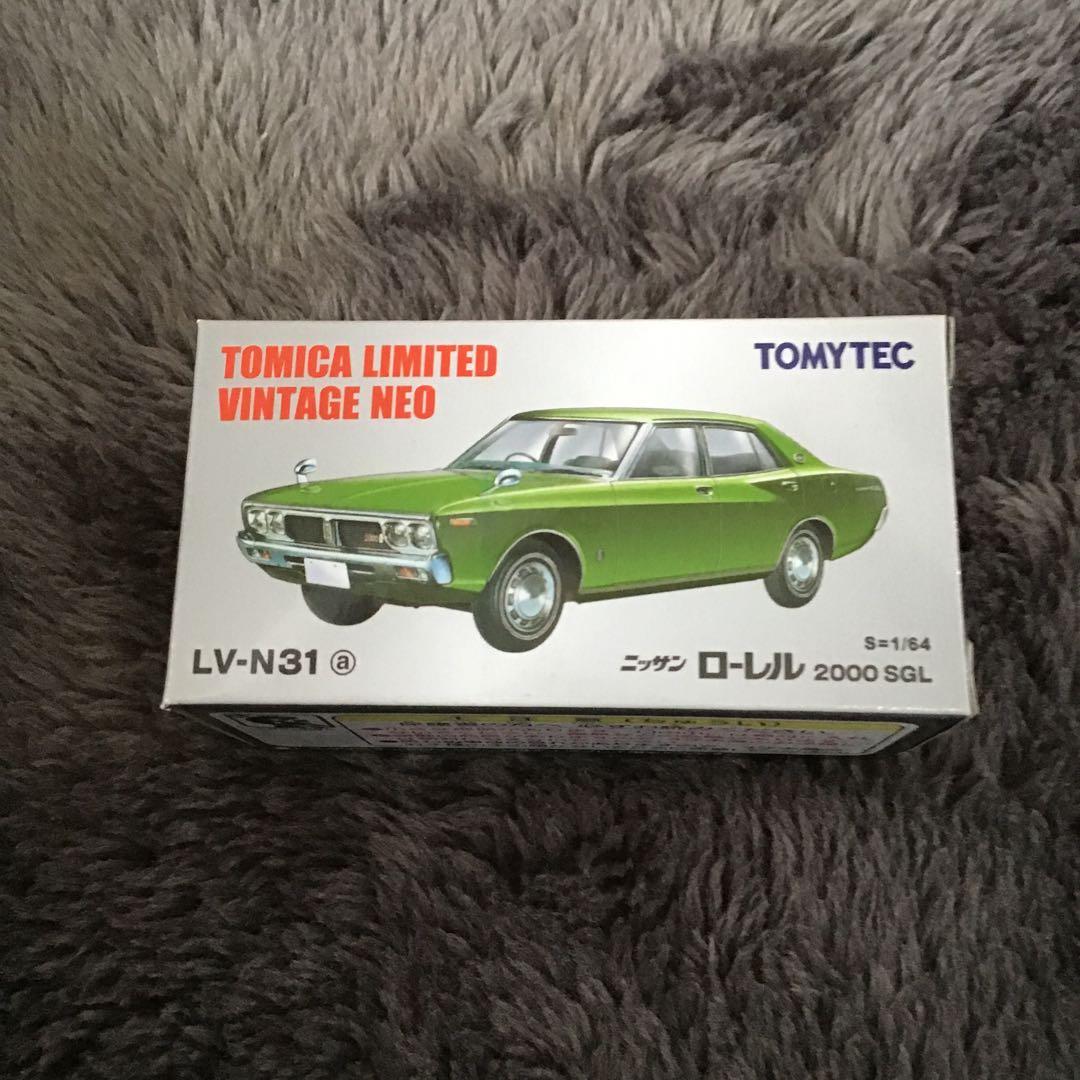 TOMICA LIMITED
VINTAGE NEO
TOMYTEC
LV-N31 ⓐ
S=1/64
ニッサン ローレル 2000 SGL